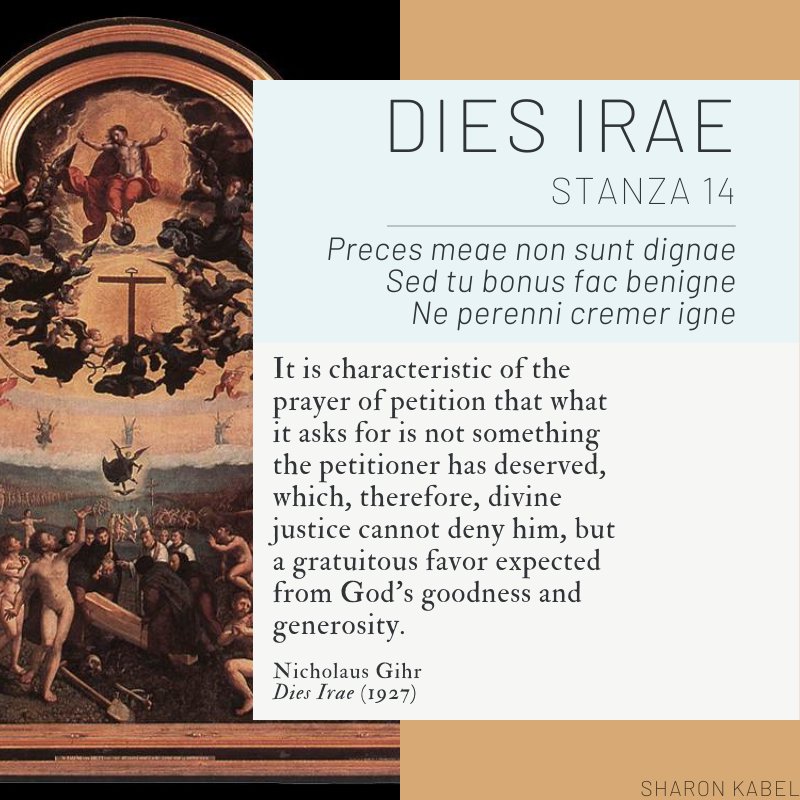 DIES IRAE
STANZA 14
Preces meae non sunt dignae
Sed tu bonus fac benigne
Ne perenni cremer igne
It is characteristic of the
prayer of petition that what
it asks for is not something
the petitioner has deserved,
which, therefore, divine
justice cannot deny him, but
a gratuitous favor expected
from God's goodness and
generosity.
Nicholaus Gihr
Dies Irae (1927)
SHARON KABEL